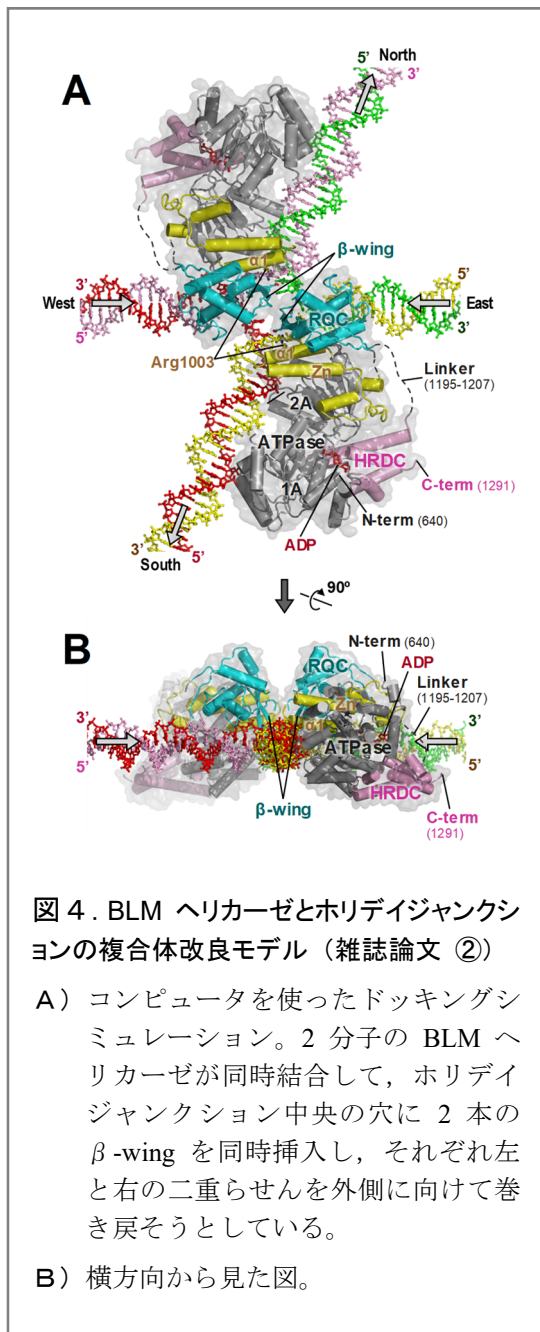 A
5’ North
3’
α1
β-wing
3’
5’
West
RQC
East
3’
5’
Arg1003
α1
Zn
Linker
(1195-1207)
2A
ATPase
HRDC
1A
C-term (1291)
N-term (640)
ADP
3’
5’
South
90º
B
N-term (640)
RQC
ADP
Zn
Linker
(1195-1207)
3’
α1
3’
ATPase
5’
5’
HRDC
β-wing
C-term
(1291)
図 4 . BLM ヘリカーゼとホリデイジャンクシ
ョンの複合体改良モデル（雑誌論文 ②）
A）コンピュータを使ったドッキングシ
ミュレーション。2 分子の BLM ヘ
リカーゼが同時結合して，ホリデイ
ジャンクション中央の穴に 2 本の
β-wing を同時挿入し，それぞれ左
と右の二重らせんを外側に向けて巻
き戻そうとしている。
B）横方向から見た図。